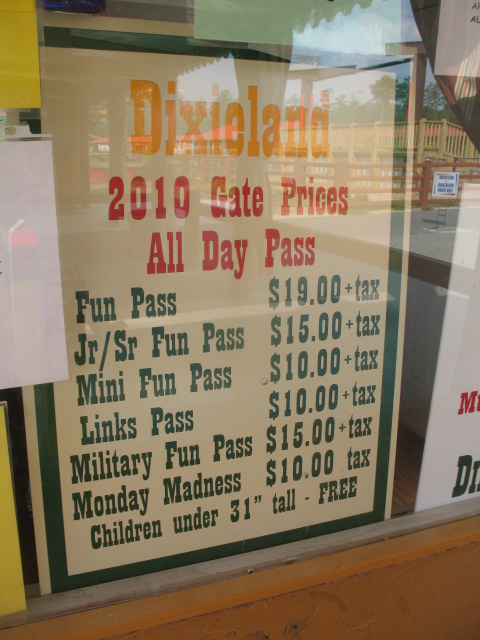 Dixieland
2010 Gate Prices
All Day Pass
Fun Pass $19.00 + tax
Jr/Sr Fun Pass $15.00 + tax
Mini Fun Pass $10.00 + tax
Links Pass $10.00 + tax
Military Fun Pass $15.00 + tax
Monday Madness $10.00 tax
Children under 31" tall - FREE